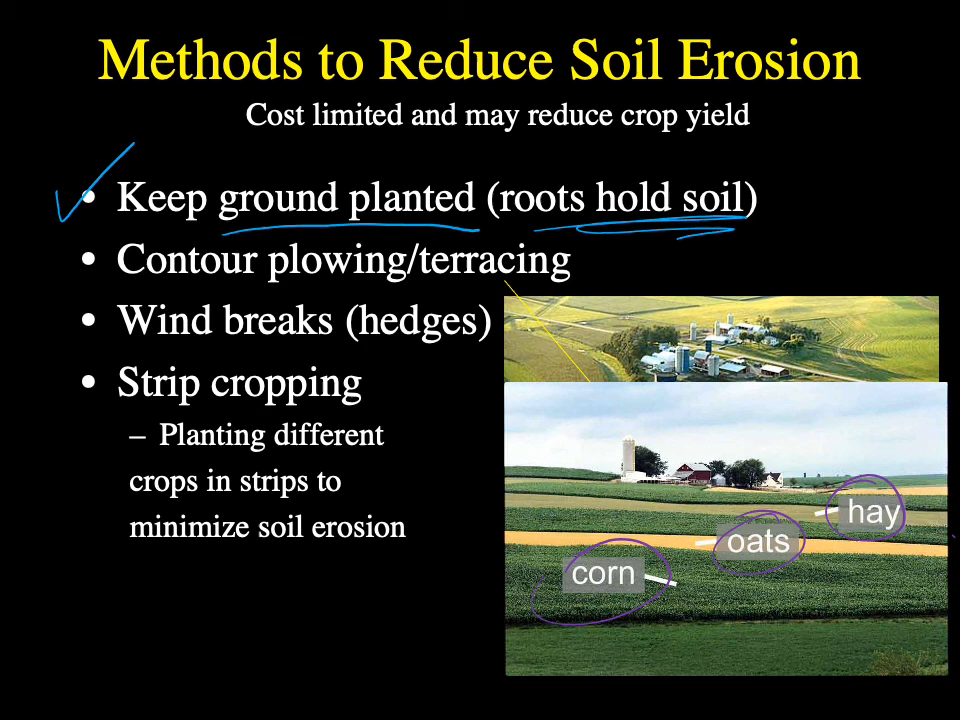 Methods to Reduce Soil Erosion
Cost limited and may reduce crop yield
• Keep ground planted (roots hold soil)
• Contour plowing/terracing
• Wind breaks (hedges)
• Strip cropping
– Planting different
crops in strips to
minimize soil erosion
hay
oats
corn